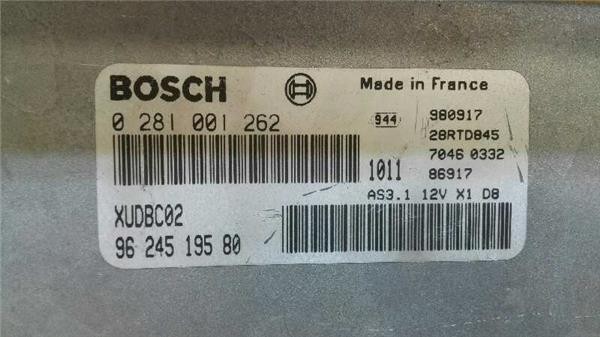 BOSCH
Made in France
0 281 001 262
944
980917
28RTD845
7046 0332
1011
86917
AS3.1 12V X1 D8
XUDBC02
96 245 195 80